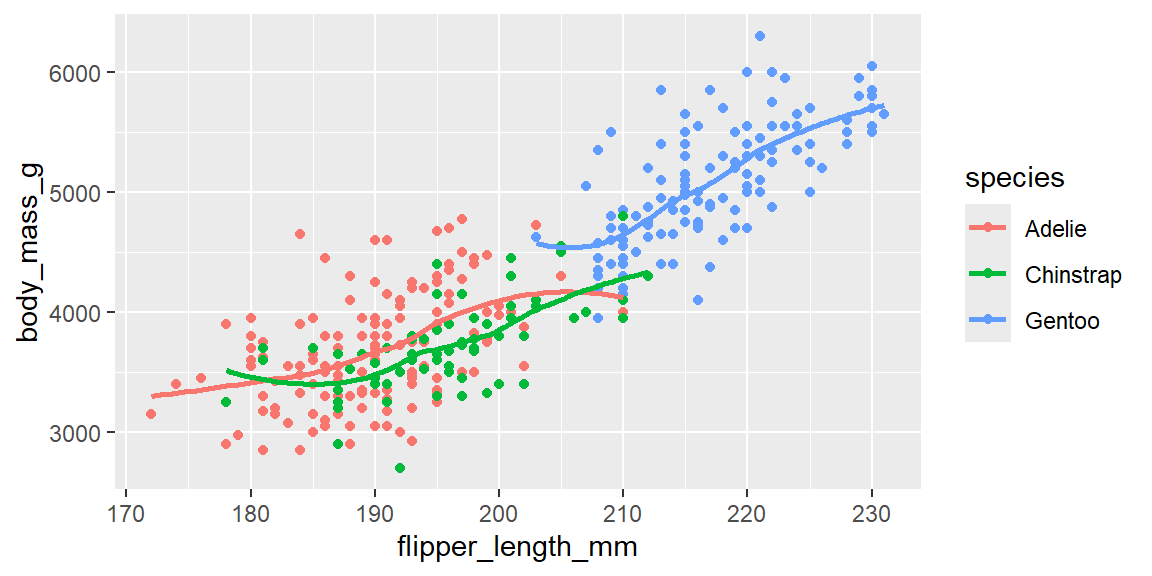 6000
5000
4000
3000
body_mass_g
170 180 190 200 210 220 230
flipper_length_mm
species
Adelie
Chinstrap
Gentoo